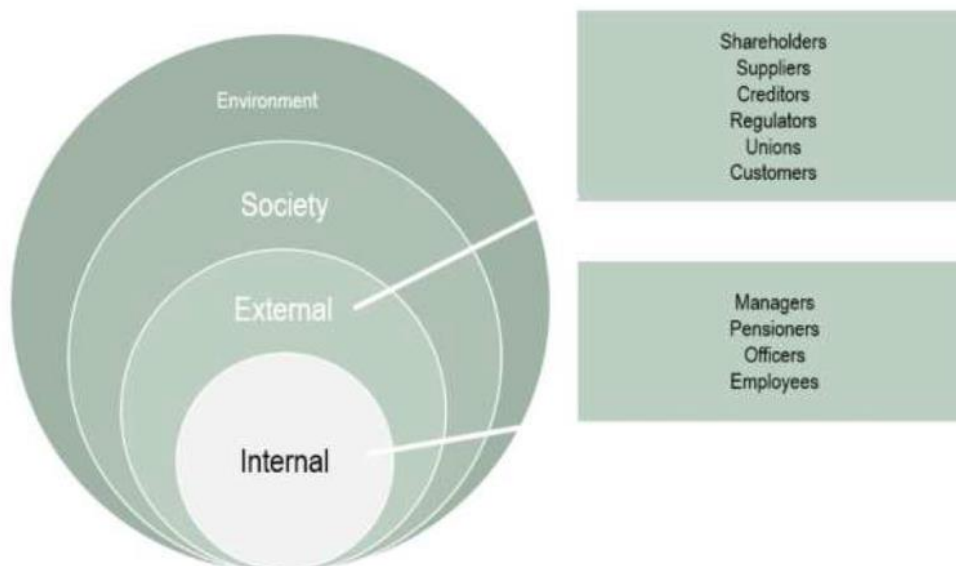 Environment
Society
External
Internal
Shareholders
Suppliers
Creditors
Regulators
Unions
Customers
Managers
Pensioners
Officers
Employees